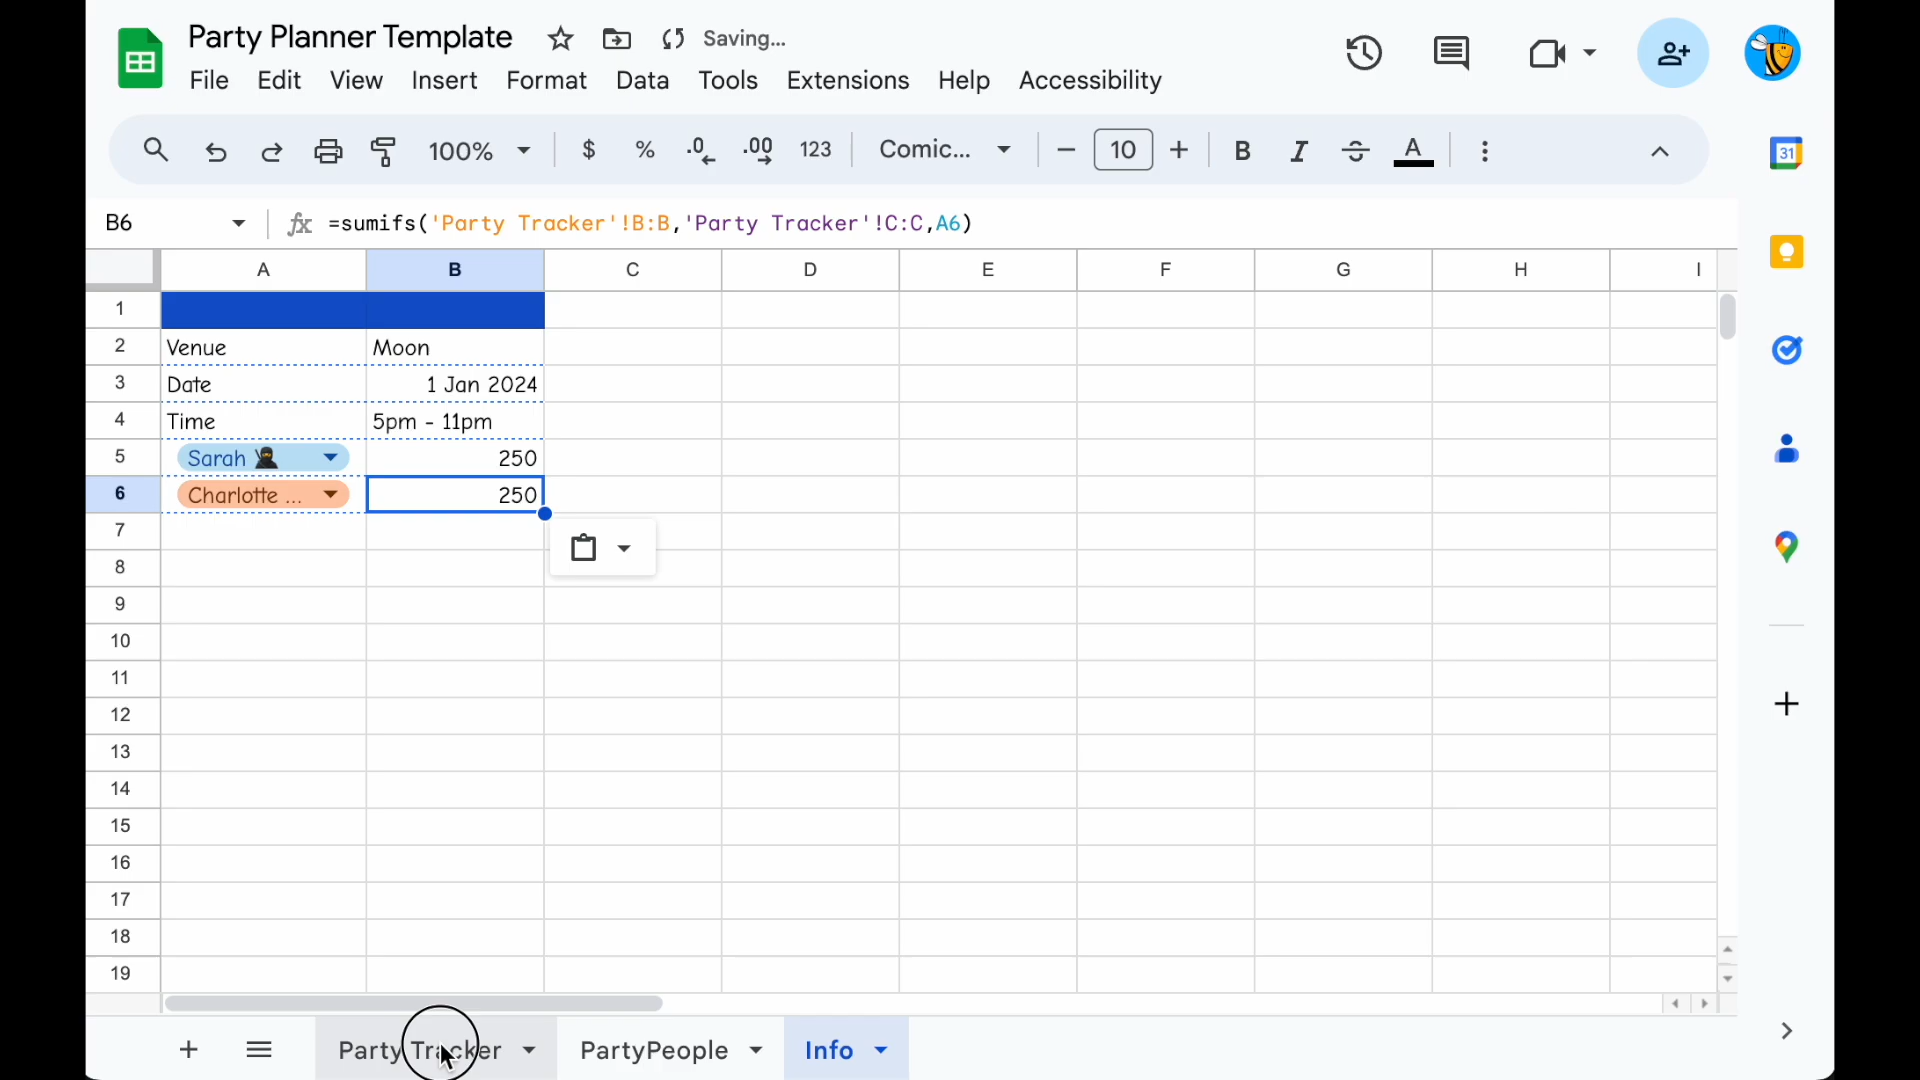 Party Planner Template
Saving...
File Edit View Insert Format Data Tools Extensions Help Accessibility
100% $ % .0 .00 123 Comic... 10 B I S A
31
B6 fx =sumifs('Party Tracker'!B:B,'Party Tracker'!C:C,A6)
A B C D E F G H I
1
2 Venue Moon
3 Date 1 Jan 2024
4 Time 5pm - 11pm
5 Sarah 🥷 250
6 Charlotte ... 250
7
8
9
10
11
12
13
14
15
16
17
18
19
Party Tracker PartyPeople Info